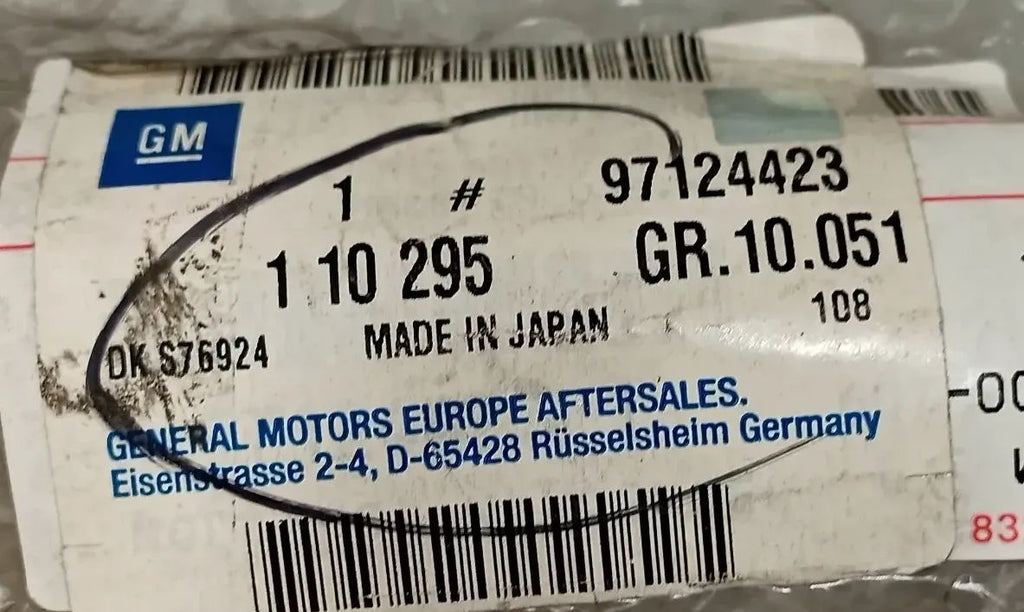 GM
1 # 97124423
1 10 295 GR.10.051
MADE IN JAPAN 108
DK S76924
GENERAL MOTORS EUROPE AFTERSALES.
Eisenstrasse 2-4, D-65428 Rüsselsheim Germany
83